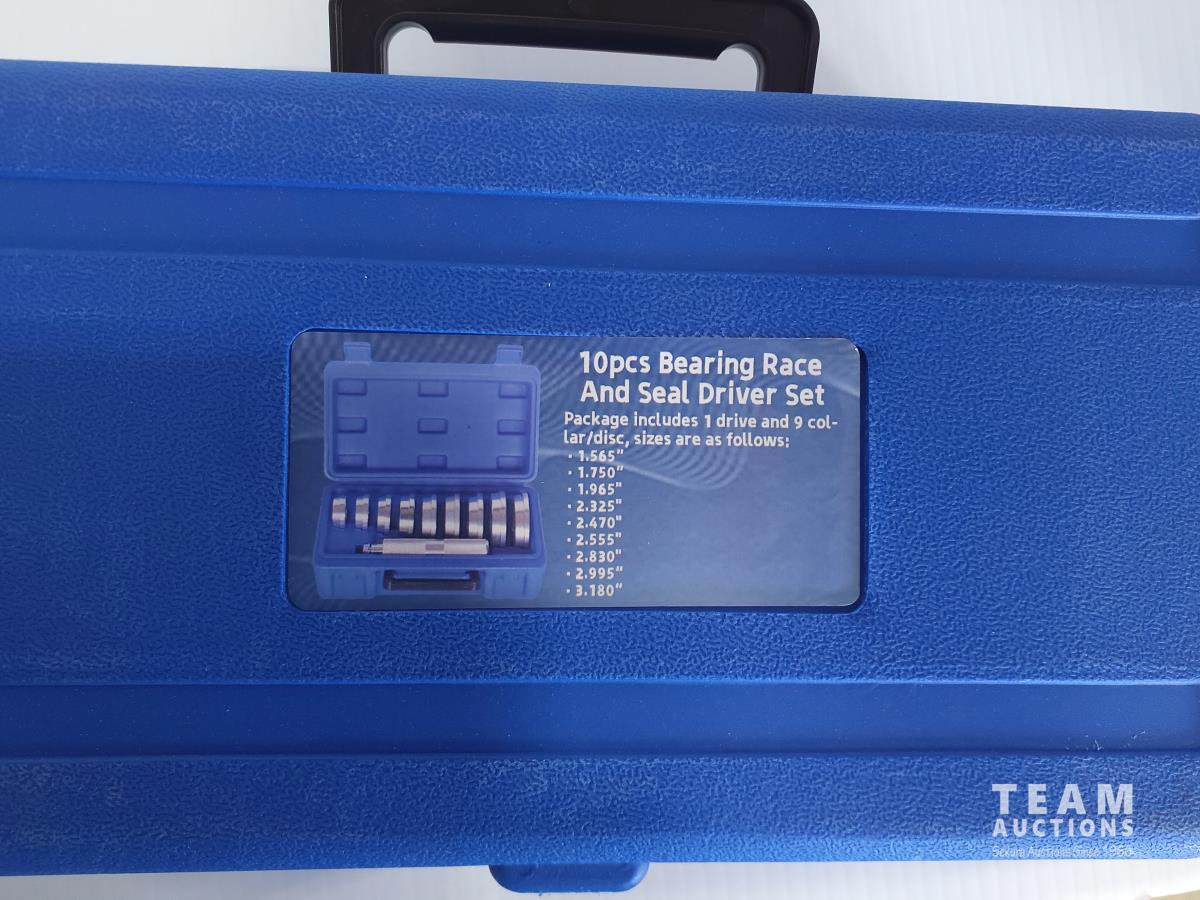 10pcs Bearing Race
And Seal Driver Set
Package includes 1 drive and 9 col-
lar/disc, sizes are as follows:
· 1.565"
· 1.750"
· 1.965"
· 2.325"
· 2.470"
· 2.555"
· 2.830"
· 2.995"
· 3.180"
TEAM
AUCTIONS
Auctions Since